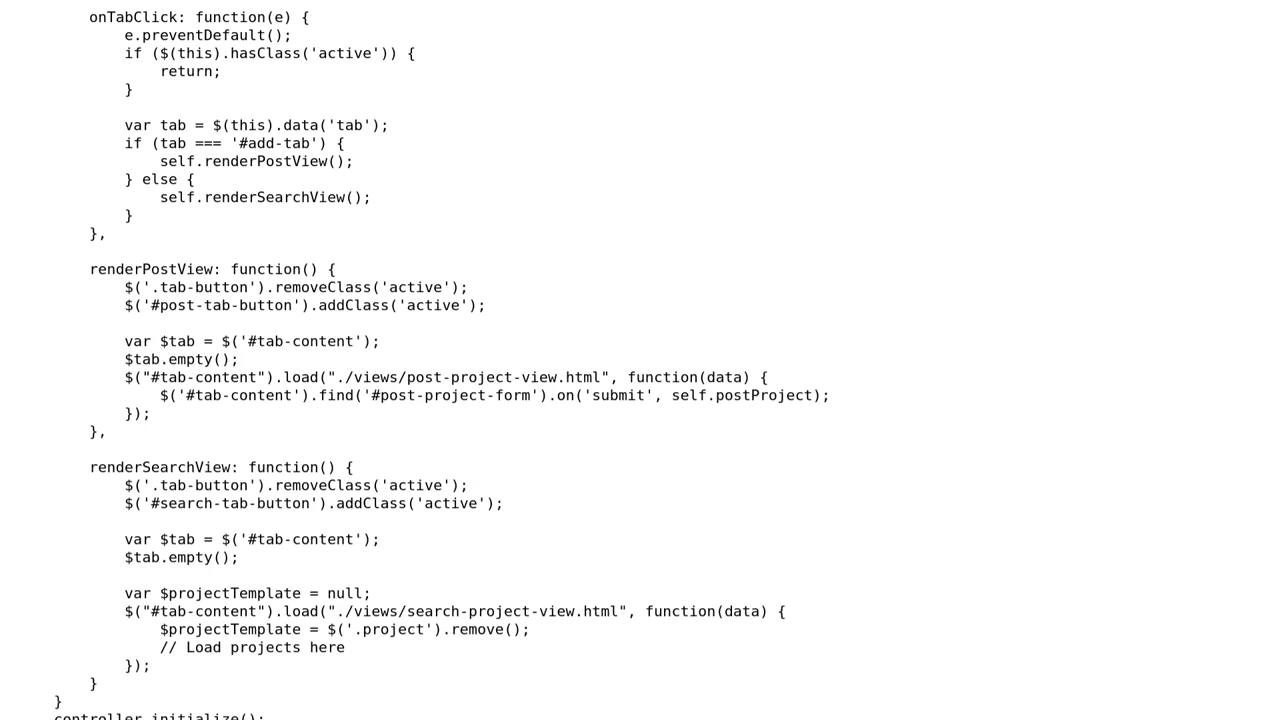 onTabClick: function(e) {
e.preventDefault();
if ($(this).hasClass('active')) {
return;
}
var tab = $(this).data('tab');
if (tab === '#add-tab') {
self.renderPostView();
} else {
self.renderSearchView();
}
},
renderPostView: function() {
$('.tab-button').removeClass('active');
$('#post-tab-button').addClass('active');
var $tab = $('#tab-content');
$tab.empty();
$("#tab-content").load("./views/post-project-view.html", function(data) {
$('#tab-content').find('#post-project-form').on('submit', self.postProject);
});
},
renderSearchView: function() {
$('.tab-button').removeClass('active');
$('#search-tab-button').addClass('active');
var $tab = $('#tab-content');
$tab.empty();
var $projectTemplate = null;
$("#tab-content").load("./views/search-project-view.html", function(data) {
$projectTemplate = $('.project').remove();
// Load projects here
});
}
}
controller.initialize();